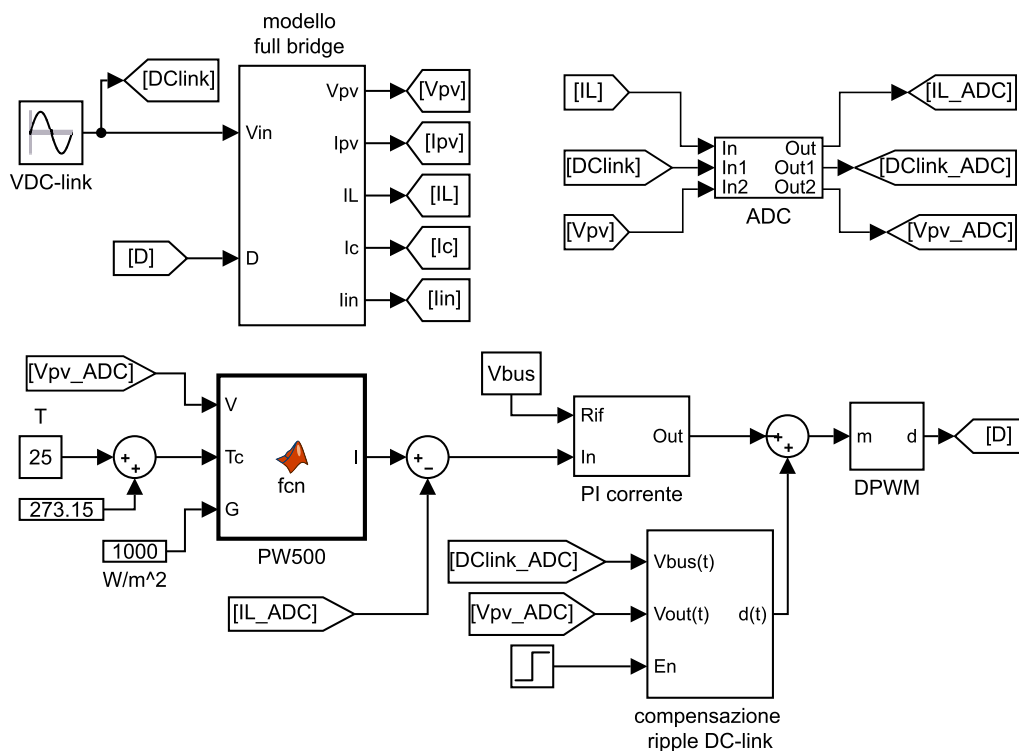 modello
full bridge
[DClink]
VDC-link
Vin
D
Vpv
Ipv
IL
Ic
Iin
[Vpv]
[Ipv]
[IL]
[Ic]
[Iin]
[D]
[IL]
[DClink]
[Vpv]
In
In1
In2
Out
Out1
Out2
ADC
[IL_ADC]
[DClink_ADC]
[Vpv_ADC]
[Vpv_ADC]
T
25
273.15
1000
W/m^2
V
Tc
G
fcn
I
PW500
[IL_ADC]
Vbus
Rif
In
Out
PI corrente
m
d
DPWM
[D]
[DClink_ADC]
[Vpv_ADC]
Vbus(t)
Vout(t)
En
d(t)
compensazione
ripple DC-link